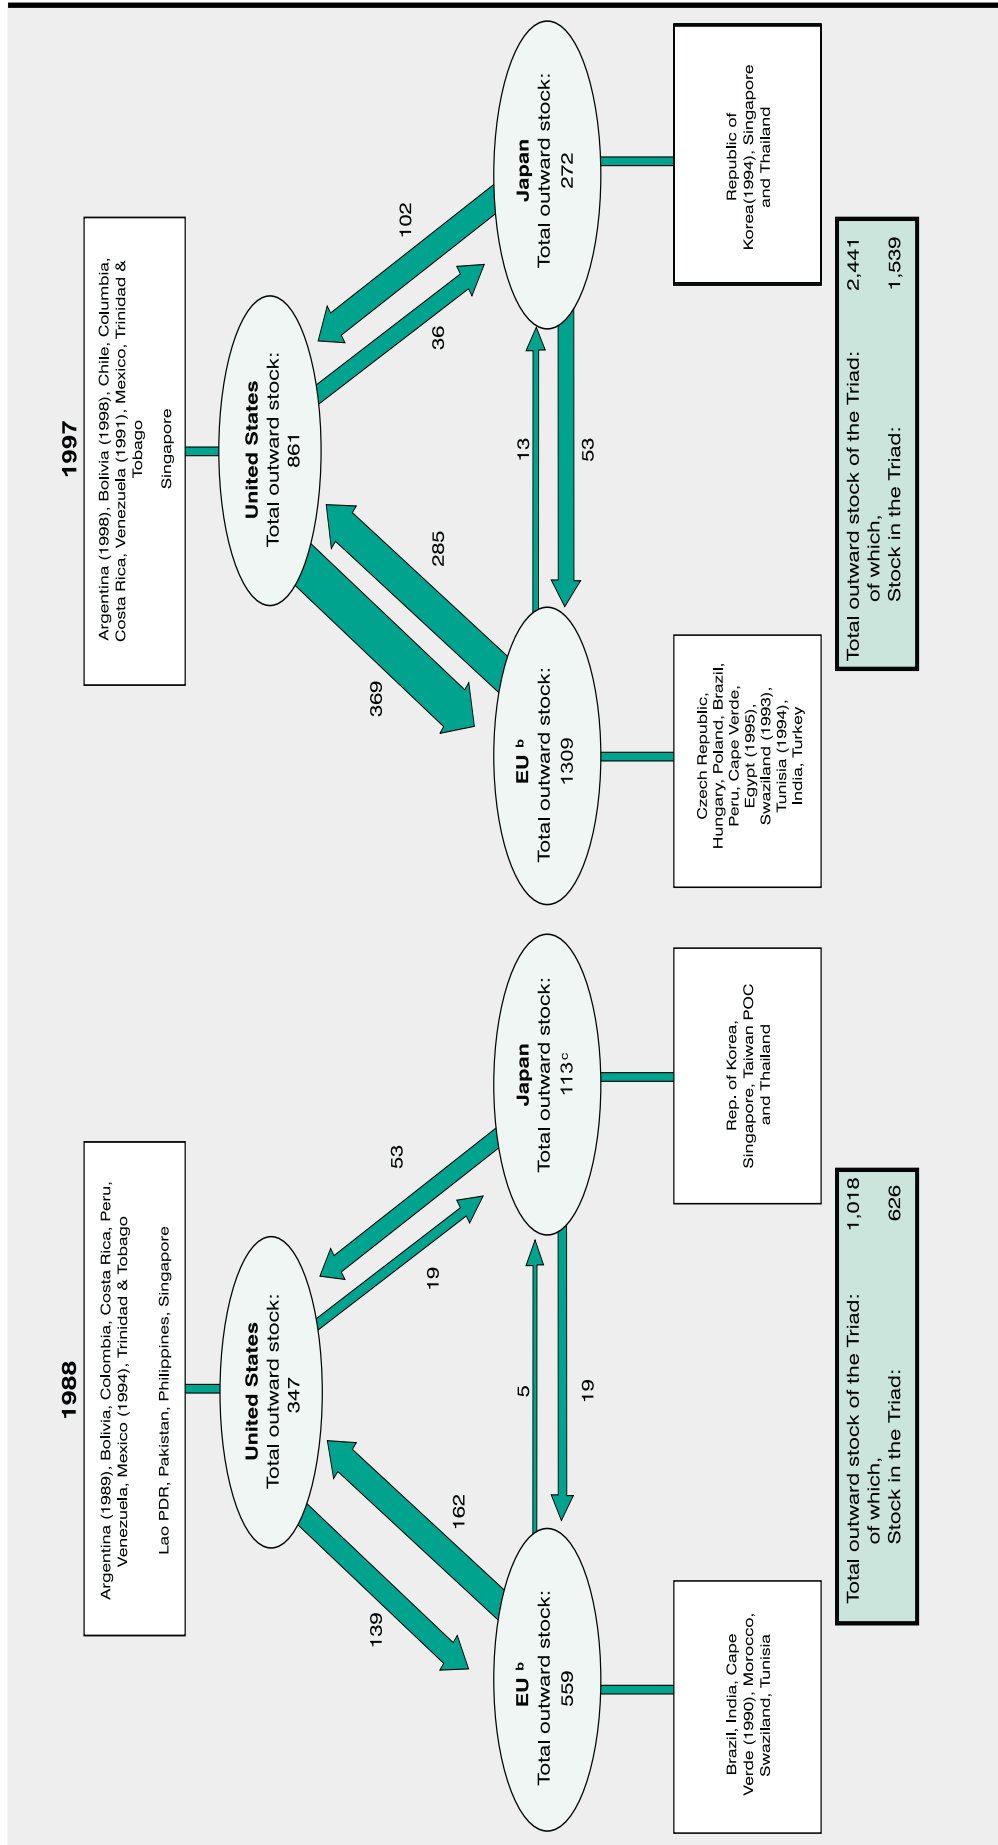 1988
Argentina (1989), Bolivia, Colombia, Costa Rica, Peru,
Venezuela, Mexico (1994), Trinidad & Tobago
Lao PDR, Pakistan, Philippines, Singapore
United States
Total outward stock:
347
139
162
53
19
EU b
Total outward stock:
559
5
19
Japan
Total outward stock:
113c
Brazil, India, Cape
Verde (1990), Morocco,
Swaziland, Tunisia
Rep. of Korea,
Singapore, Taiwan POC
and Thailand
Total outward stock of the Triad: 1,018
of which,
Stock in the Triad: 626
1997
Argentina (1998), Bolivia (1998), Chile, Columbia,
Costa Rica, Venezuela (1991), Mexico, Trinidad &
Tobago
Singapore
United States
Total outward stock:
861
369
285
102
36
EU b
Total outward stock:
1309
13
53
Japan
Total outward stock:
272
Czech Republic,
Hungary, Poland, Brazil,
Peru, Cape Verde,
Egypt (1995),
Swaziland (1993),
Tunisia (1994),
India, Turkey
Republic of
Korea(1994), Singapore
and Thailand
Total outward stock of the Triad: 2,441
of which,
Stock in the Triad: 1,539